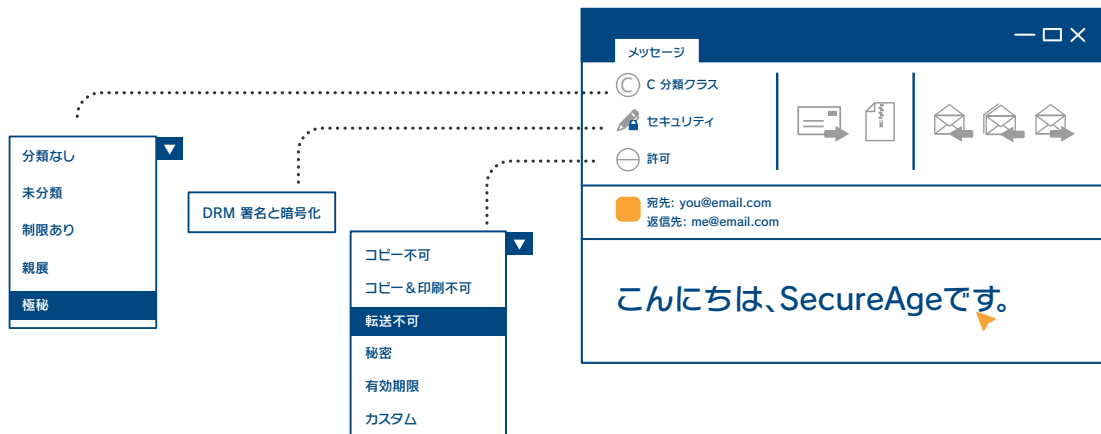 メッセージ
C 分類クラス
セキュリティ
許可
分類なし
未分類
制限あり
親展
極秘
DRM 署名と暗号化
コピー不可
コピー＆印刷不可
転送不可
秘密
有効期限
カスタム
宛先: you@email.com
返信先: me@email.com
こんにちは、SecureAgeです。